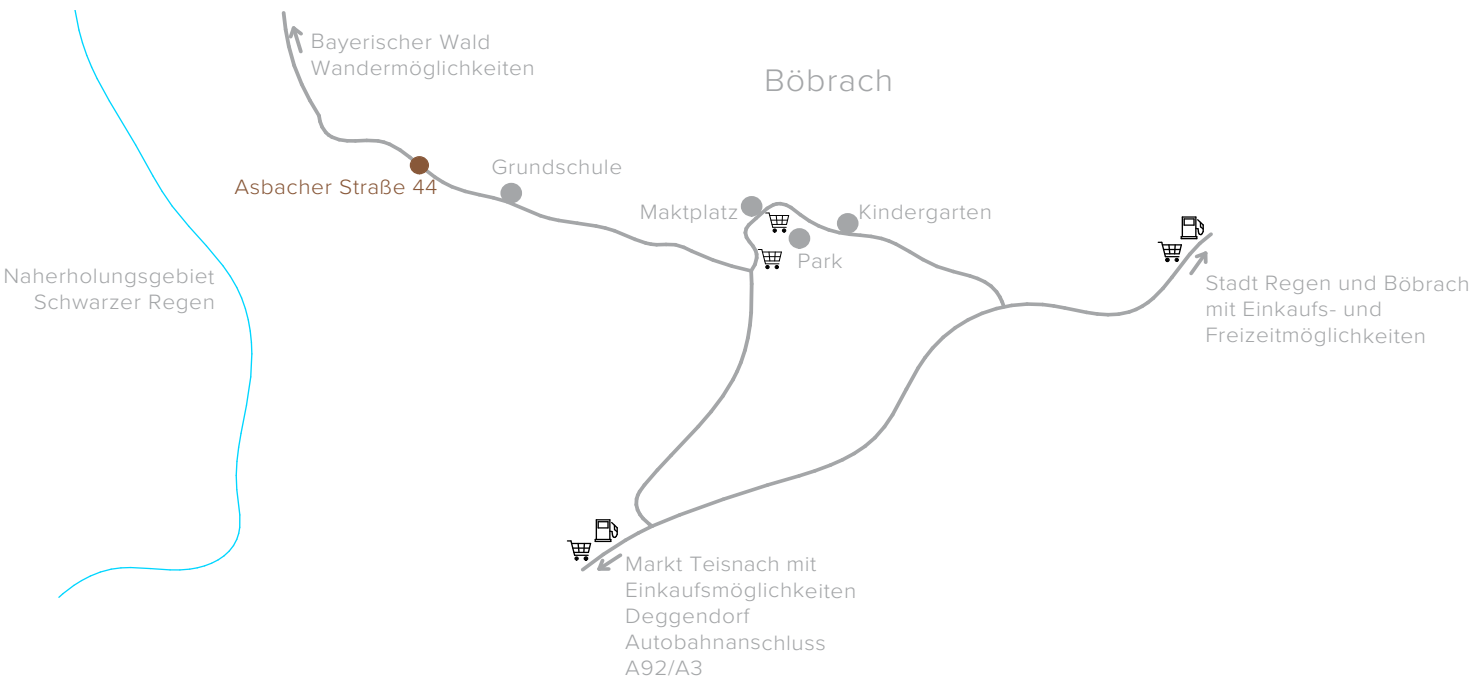 Bayerischer Wald
Wandermöglichkeiten
Böbrach
Grundschule
Asbacher Straße 44
Maktplatz
Kindergarten
Park
Naherholungsgebiet
Schwarzer Regen
Stadt Regen und Böbrach
mit Einkaufs- und
Freizeitmöglichkeiten
Markt Teisnach mit
Einkaufsmöglichkeiten
Deggendorf
Autobahnanschluss
A92/A3